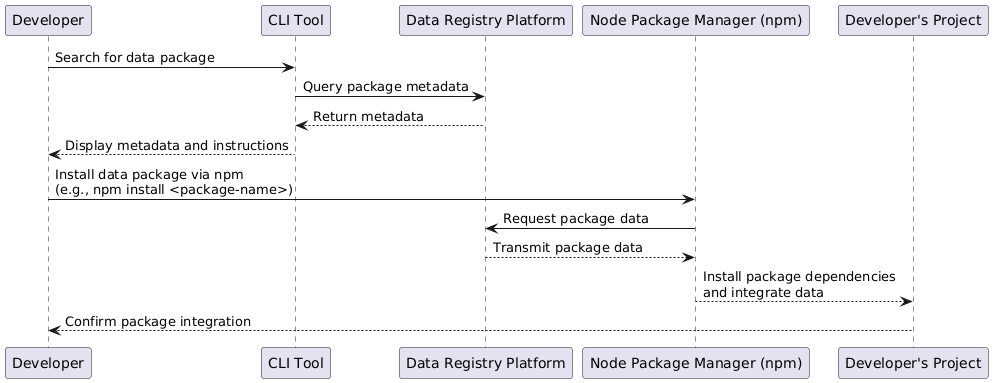 Developer
CLI Tool
Data Registry Platform
Node Package Manager (npm)
Developer's Project
Search for data package
Query package metadata
Return metadata
Display metadata and instructions
Install data package via npm
(e.g., npm install <package-name>)
Request package data
Transmit package data
Install package dependencies
and integrate data
Confirm package integration
Developer
CLI Tool
Data Registry Platform
Node Package Manager (npm)
Developer's Project